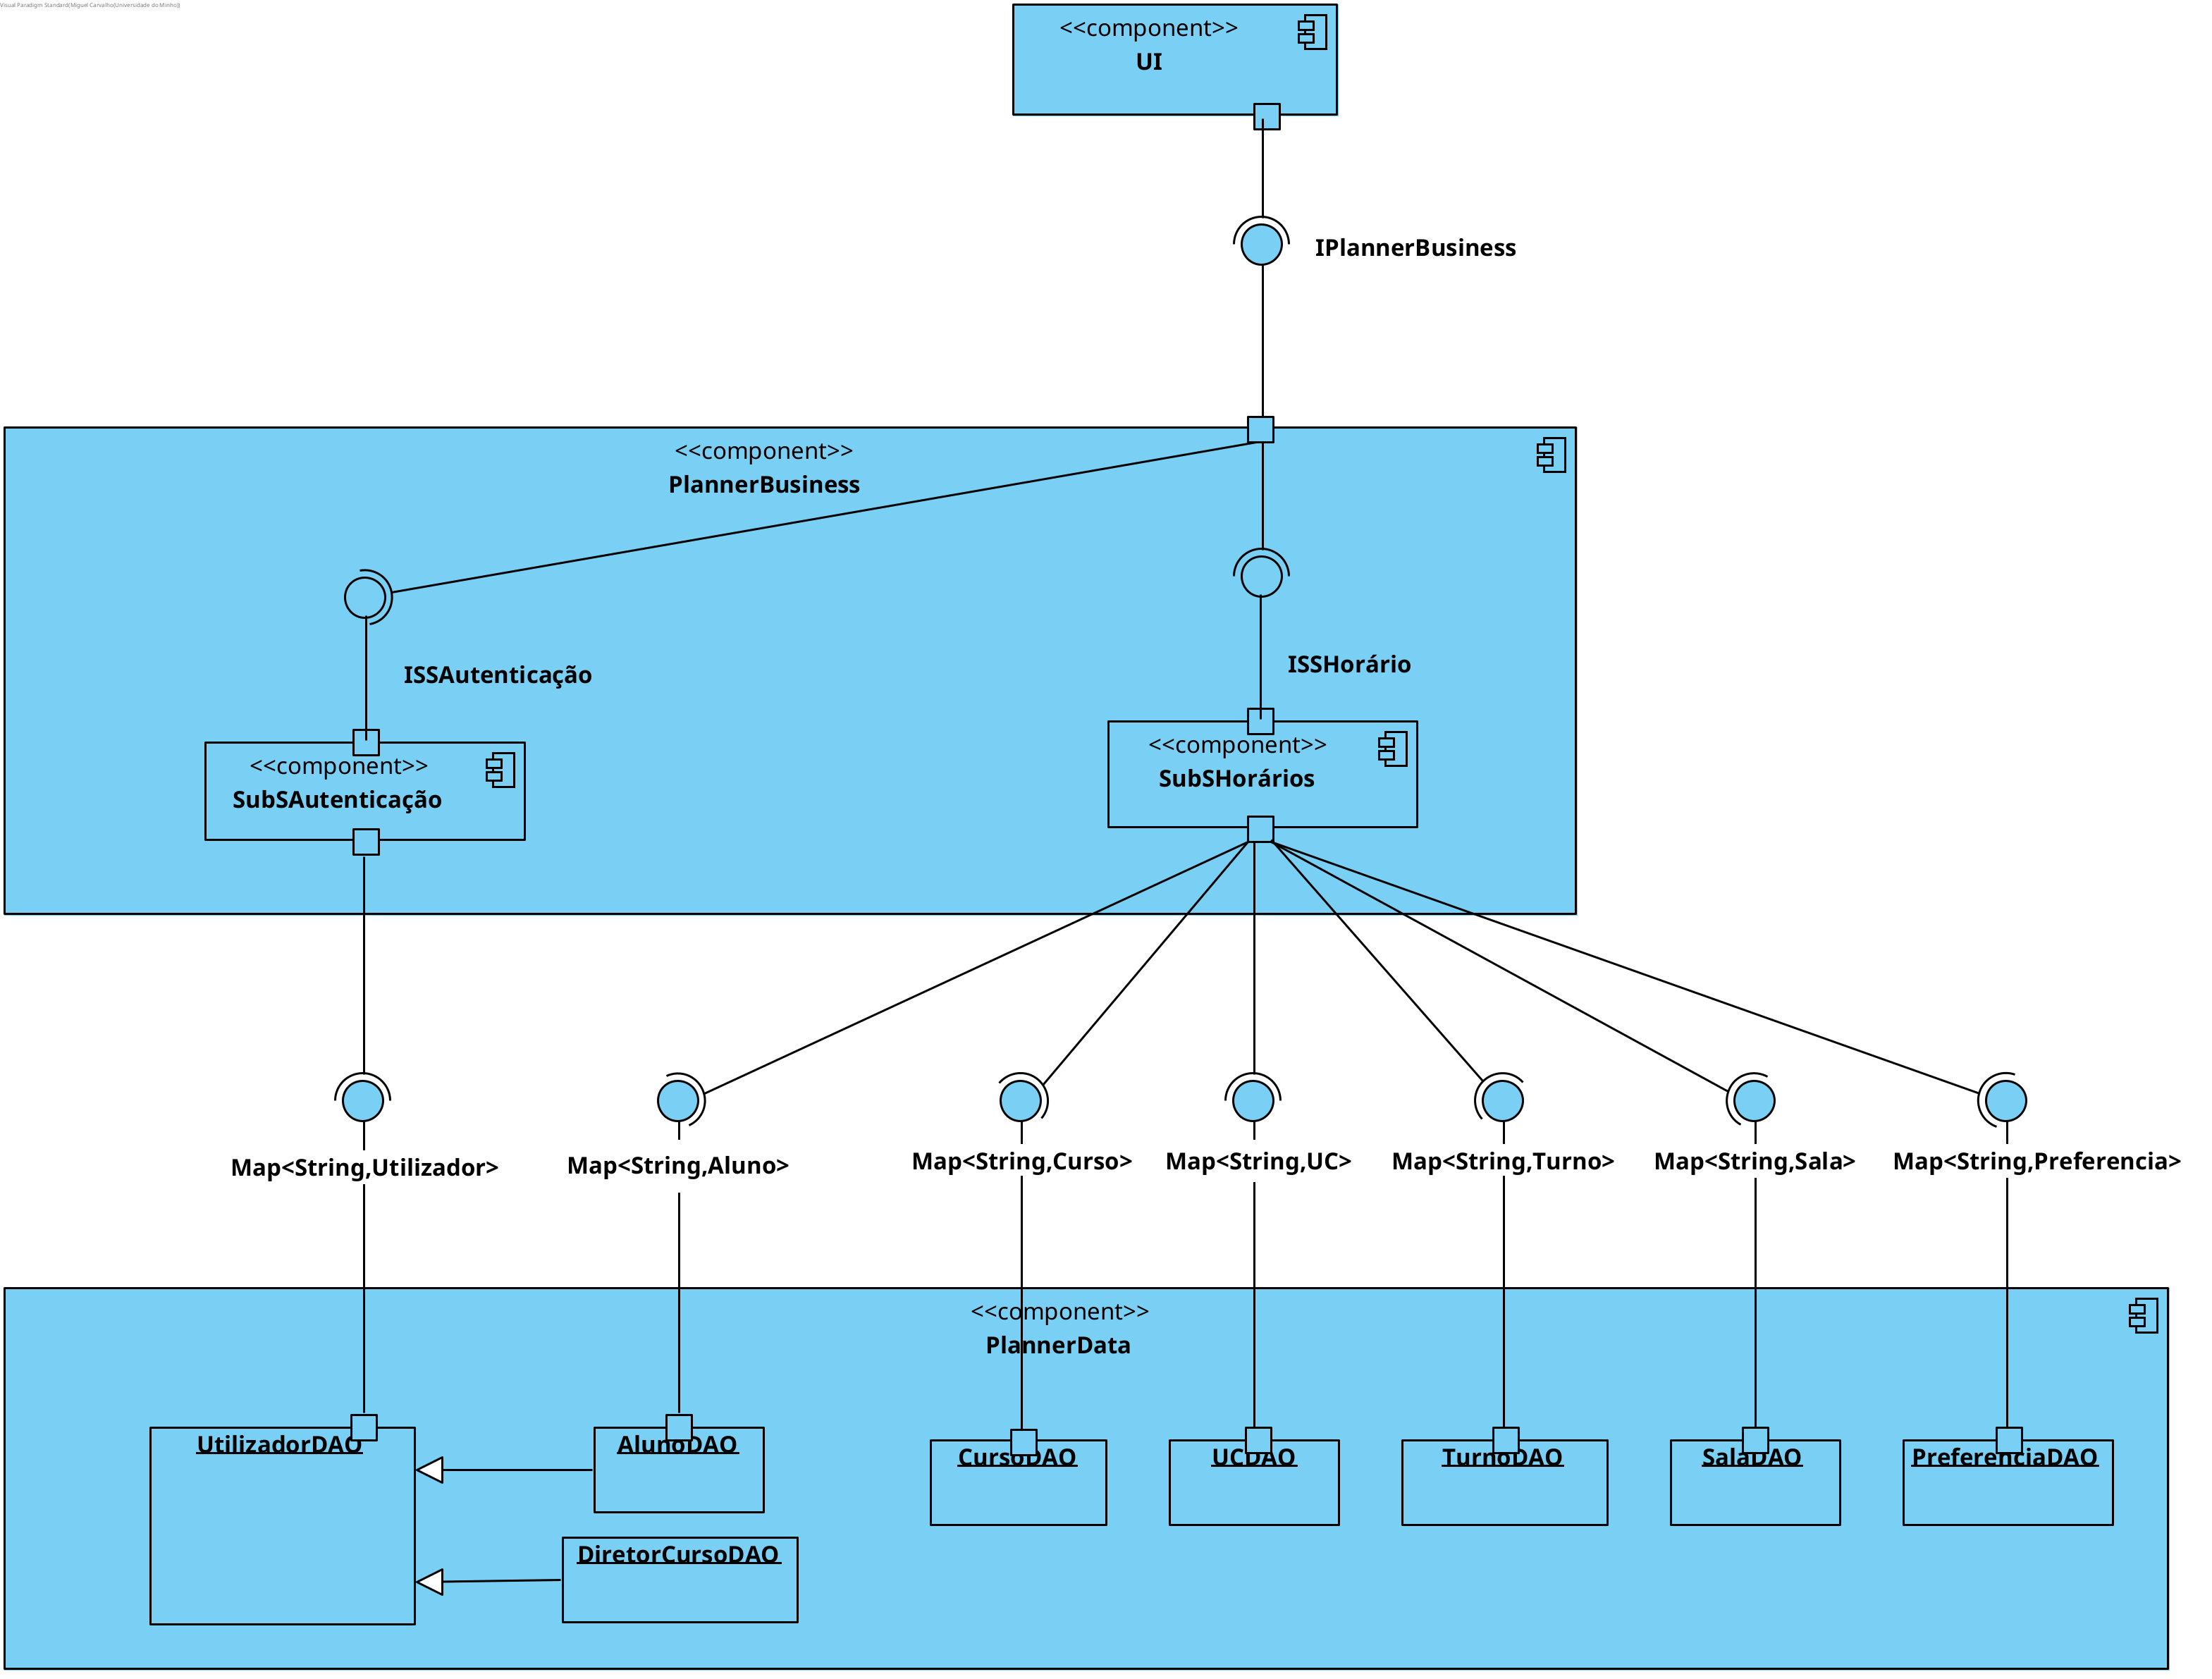 Visual Paradigm Standard(Miguel Carvalho(Universidade do Minho))
<<component>>
UI
IPlannerBusiness
<<component>>
PlannerBusiness
ISSAutenticação
ISSHorário
<<component>>
SubSAutenticação
<<component>>
SubSHorários
Map<String,Utilizador>
Map<String,Aluno>
Map<String,Curso>
Map<String,UC>
Map<String,Turno>
Map<String,Sala>
Map<String,Preferencia>
<<component>>
PlannerData
UtilizadorDAO
AlunoDAO
CursoDAO
UCDAO
TurnoDAO
SalaDAO
PreferenciaDAO
DiretorCursoDAO